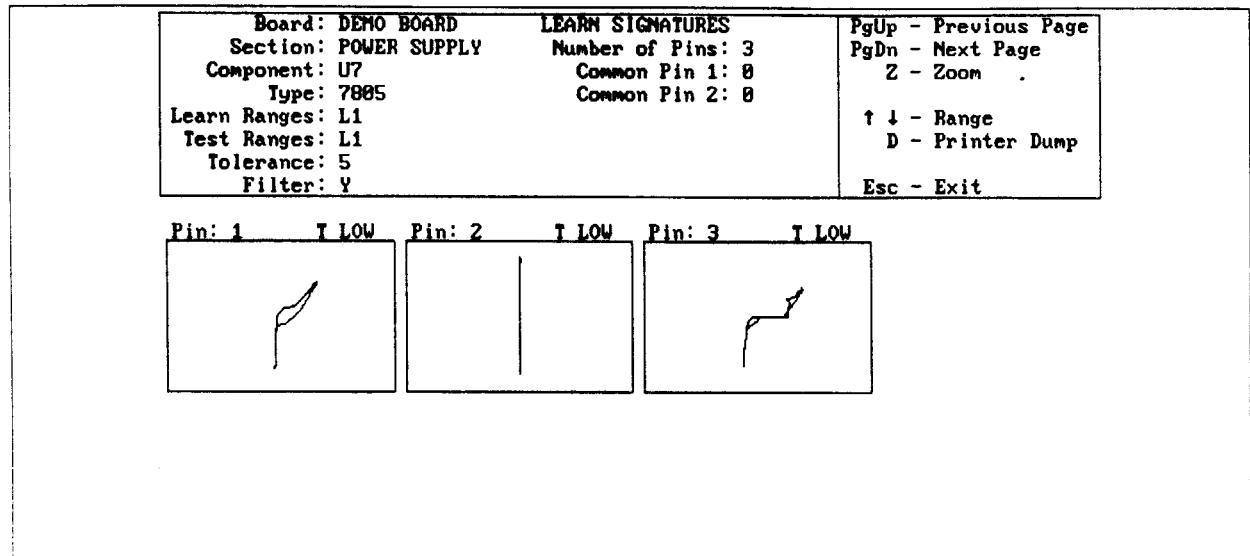 Board: DEMO BOARD LEARN SIGNATURES
Section: POWER SUPPLY Number of Pins: 3
Component: U7 Common Pin 1: 0
Type: 7805 Common Pin 2: 0
Learn Ranges: L1
Test Ranges: L1
Tolerance: 5
Filter: Y
PgUp - Previous Page
PgDn - Next Page
Z - Zoom
↑ ↓ - Range
D - Printer Dump
Esc - Exit
Pin: 1 T LOW Pin: 2 T LOW Pin: 3 T LOW